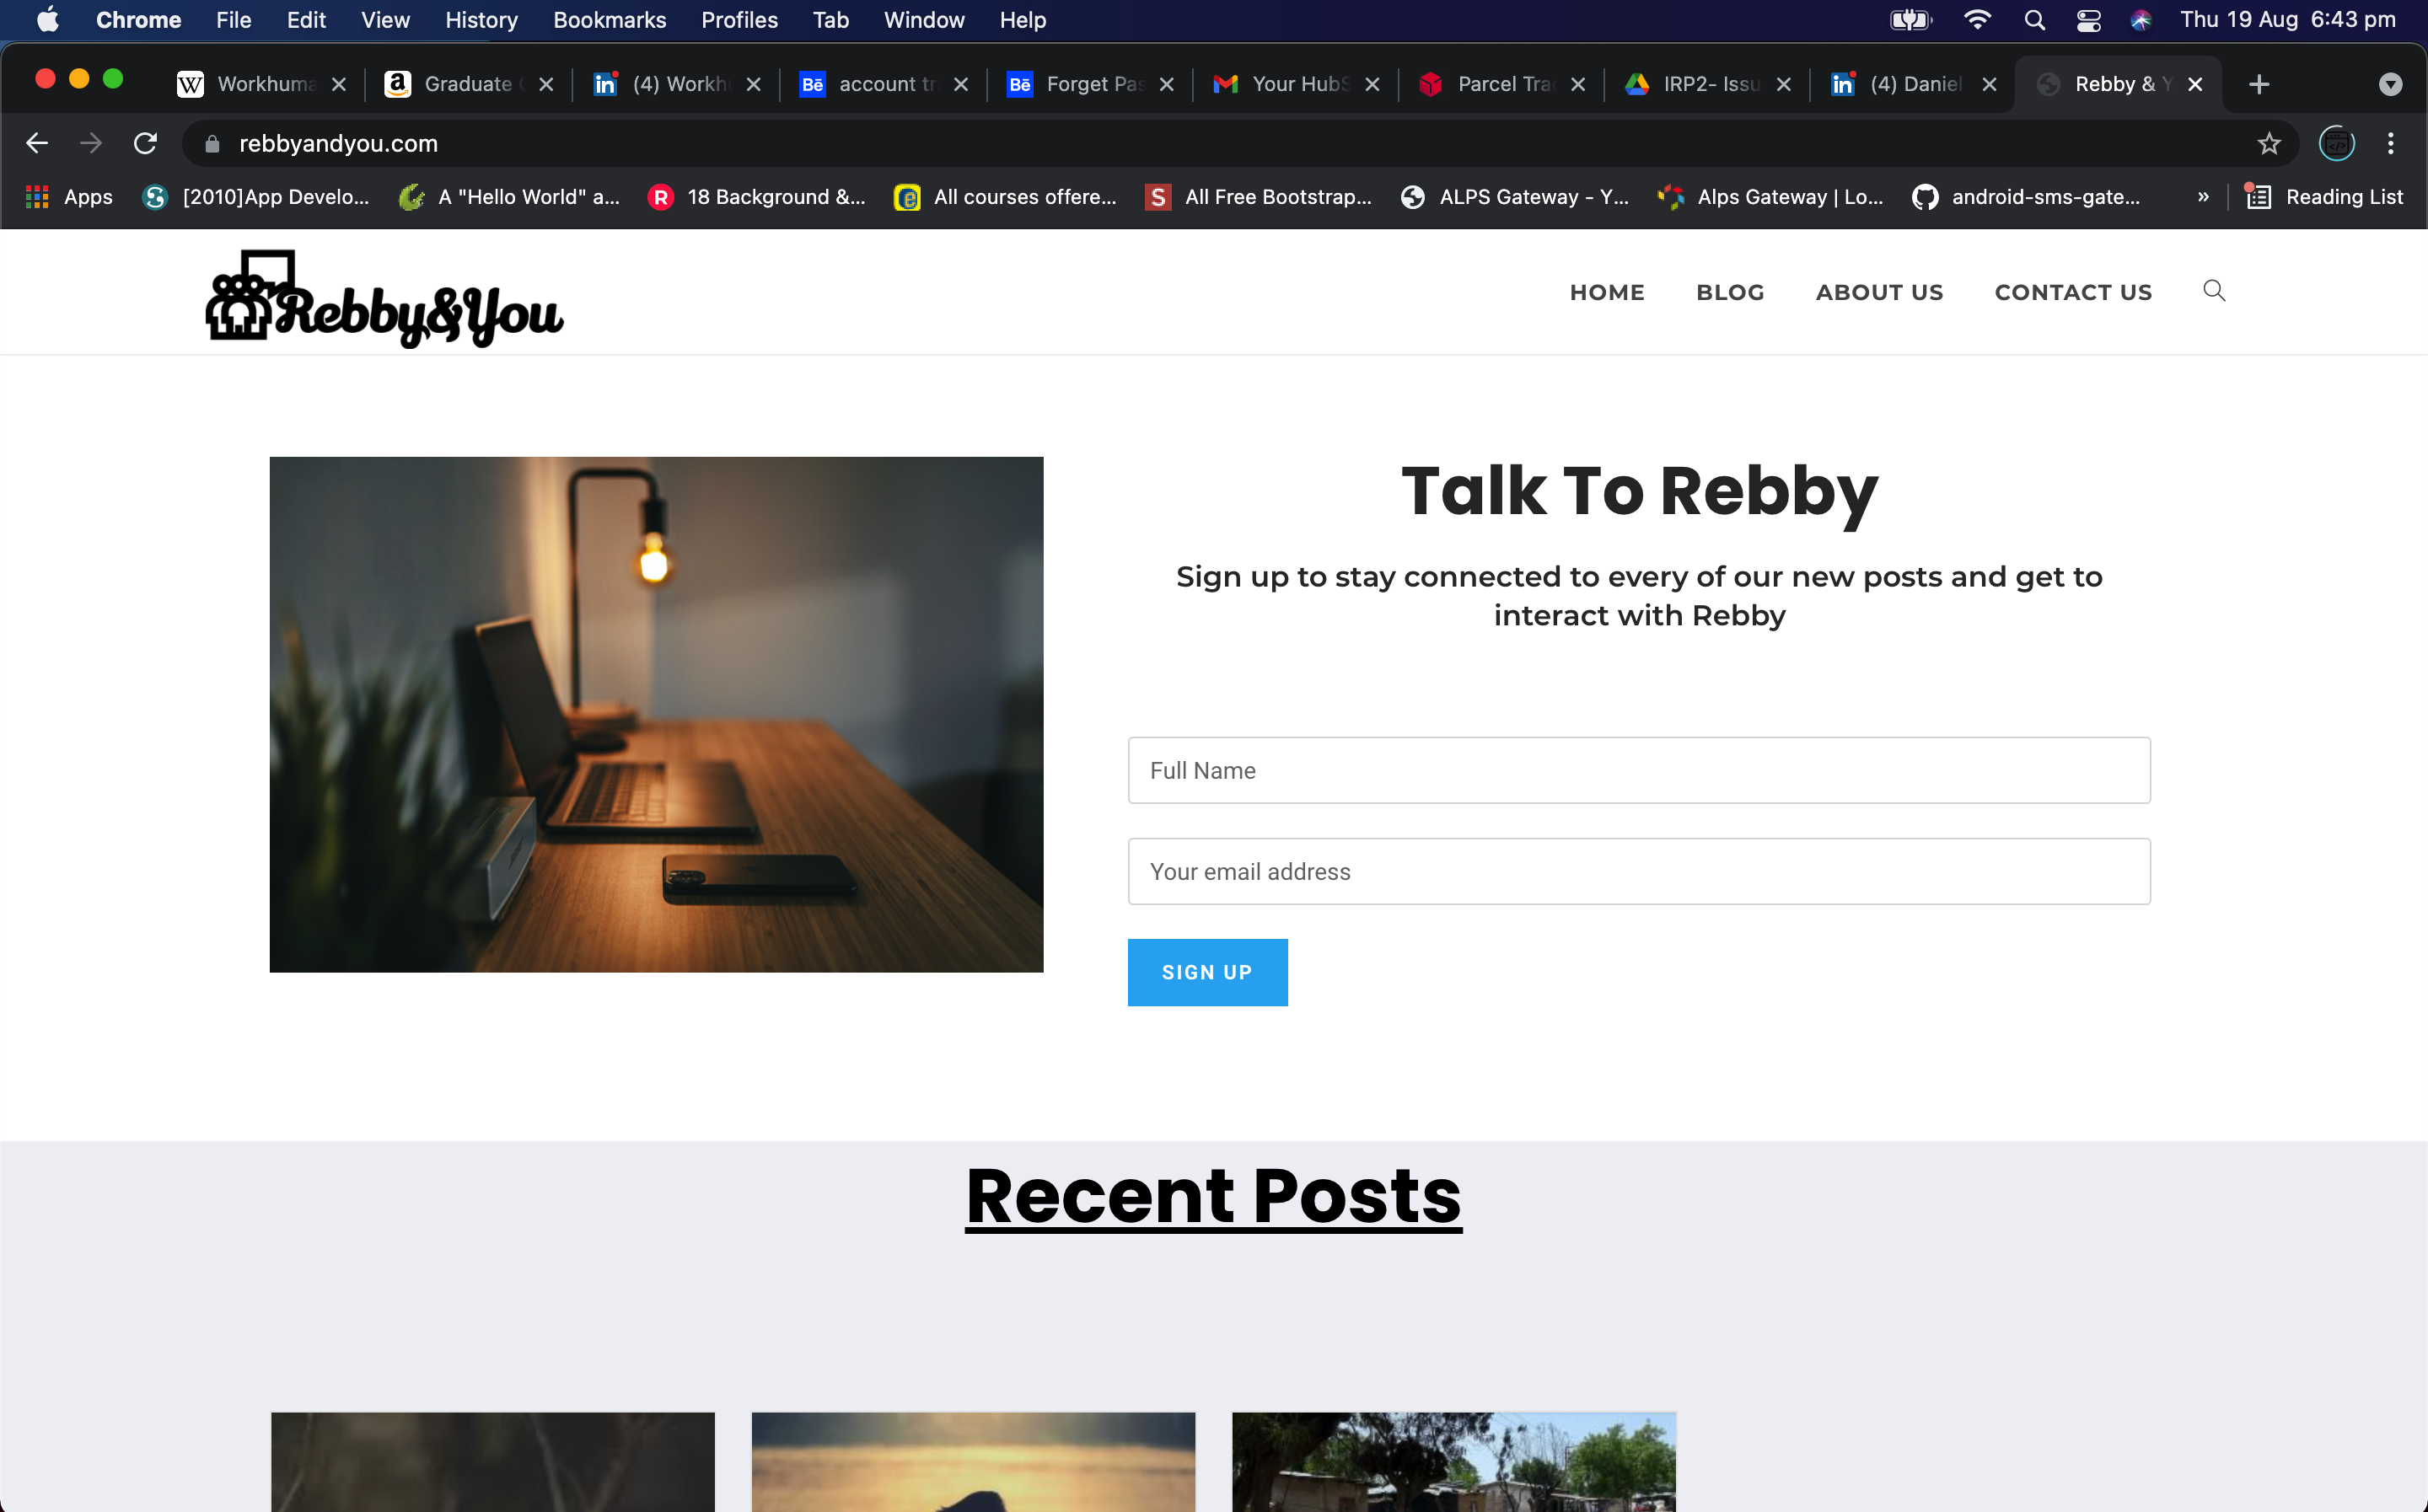 Chrome File Edit View History Bookmarks Profiles Tab Window Help Thu 19 Aug 6:43 pm
Workhuma Graduate (4) Workh account tr Forget Pas Your HubS Parcel Tra IRP2- Issu (4) Daniel Rebby & Y
rebbyandyou.com
Apps [2010]App Develo... A "Hello World" a... 18 Background &... All courses offere... All Free Bootstrap... ALPS Gateway - Y... Alps Gateway | Lo... android-sms-gate... » Reading List
Rebby&You
HOME BLOG ABOUT US CONTACT US
Talk To Rebby
Sign up to stay connected to every of our new posts and get to
interact with Rebby
Full Name
Your email address
SIGN UP
Recent Posts